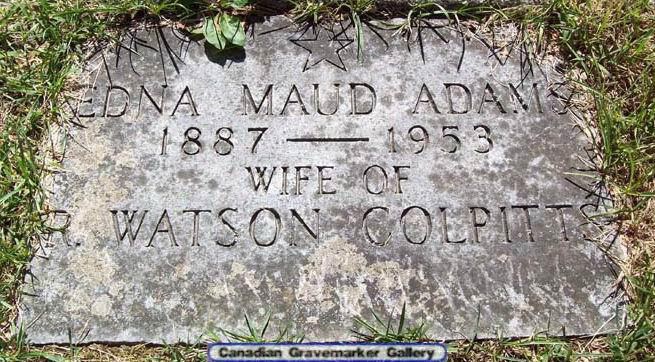 EDNA MAUD ADAMS
1887 — 1953
WIFE OF
R. WATSON COLPITTS
Canadian Gravemarker Gallery